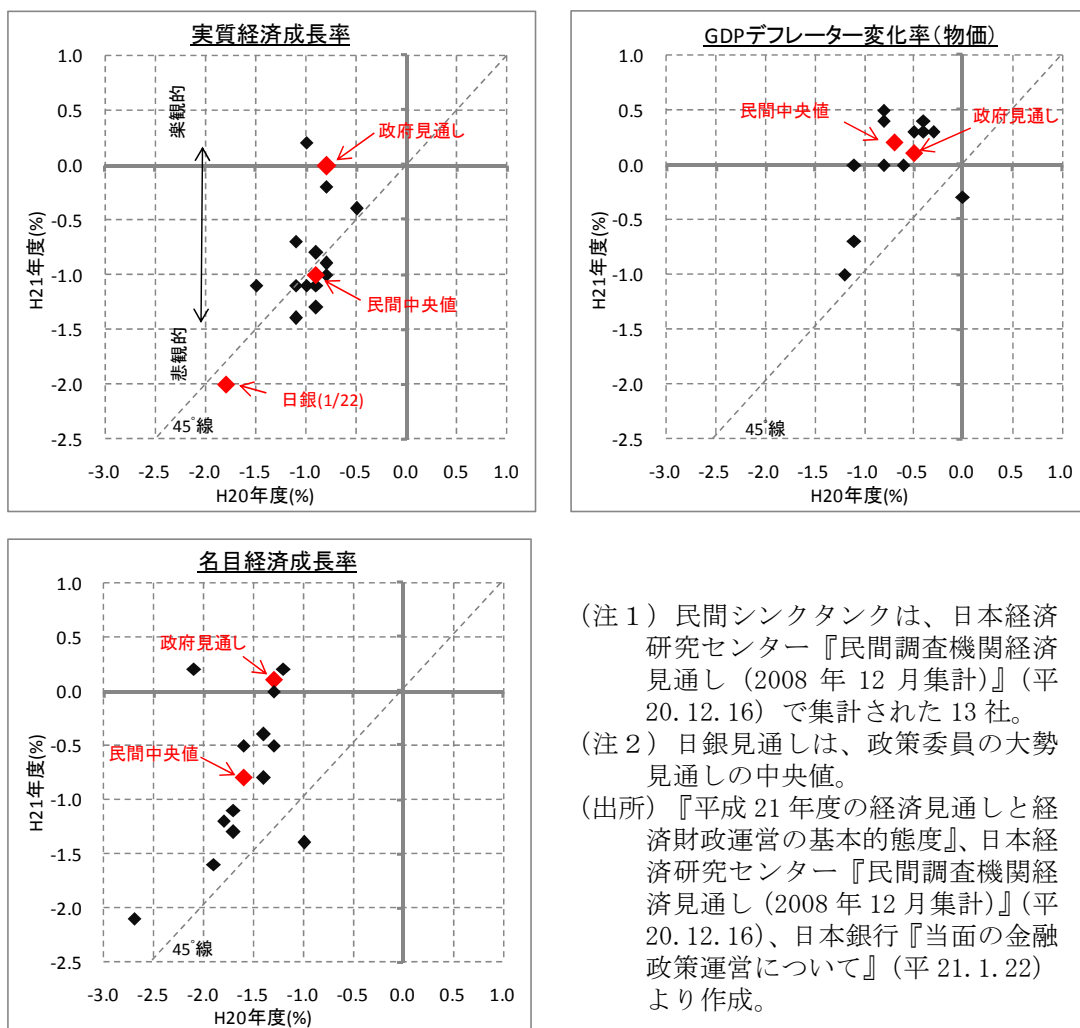 実質経済成長率
1.0
0.5
0.0
-0.5
-1.0
-1.5
-2.0
-2.5
H21年度(%)
楽観的
悲観的
政府見通し
民間中央値
日銀(1/22)
45°線
-3.0 -2.5 -2.0 -1.5 -1.0 -0.5 0.0 0.5 1.0
H20年度(%)
GDPデフレーター変化率(物価)
1.0
0.5
0.0
-0.5
-1.0
-1.5
-2.0
-2.5
H21年度(%)
民間中央値
政府見通し
45°線
-3.0 -2.5 -2.0 -1.5 -1.0 -0.5 0.0 0.5 1.0
H20年度(%)
名目経済成長率
1.0
0.5
0.0
-0.5
-1.0
-1.5
-2.0
-2.5
H21年度(%)
政府見通し
民間中央値
45°線
-3.0 -2.5 -2.0 -1.5 -1.0 -0.5 0.0 0.5 1.0
H20年度(%)
(注1)民間シンクタンクは、日本経済
研究センター『民間調査機関経済
見通し(2008 年 12 月集計)』(平
20.12.16)で集計された 13 社。
(注2)日銀見通しは、政策委員の大勢
見通しの中央値。
(出所)『平成 21 年度の経済見通しと経
済財政運営の基本的態度』、日本経
済研究センター『民間調査機関経
済見通し(2008 年 12 月集計)』(平
20.12.16)、日本銀行『当面の金融
政策運営について』(平 21.1.22)
より作成。